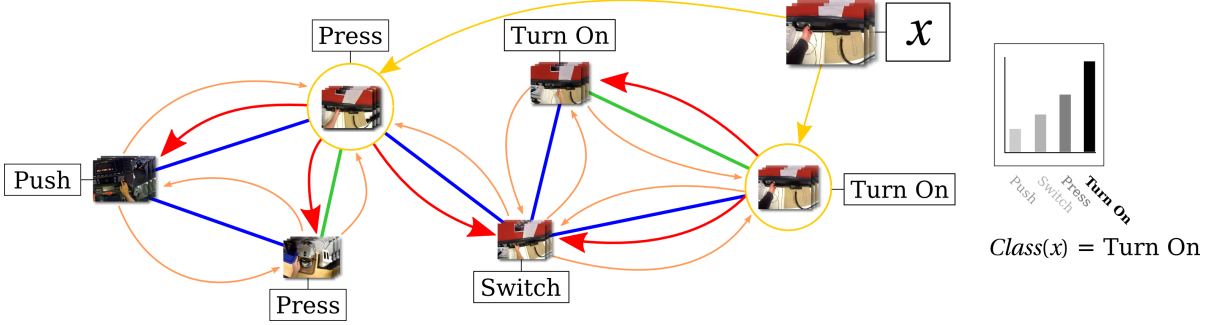 Press
Turn On
x
Push
Turn On
Press
Switch
Push
Switch
Press
Turn On
Class(x) = Turn On